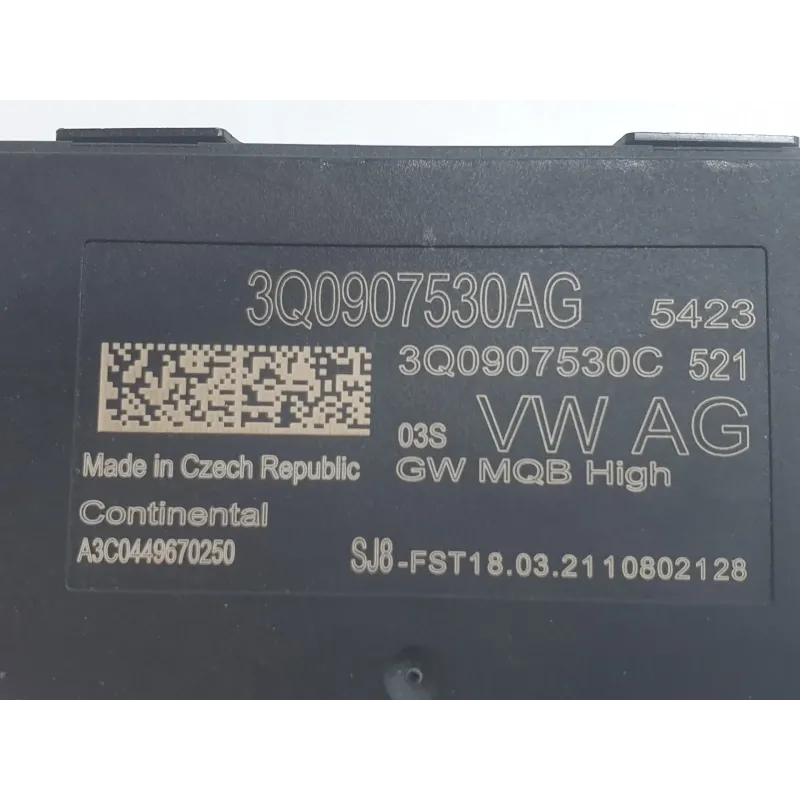 3Q0907530AG 5423
3Q0907530C 521
03S VW AG
Made in Czech Republic GW MQB High
Continental
A3C0449670250 SJ8-FST18.03.2110802128